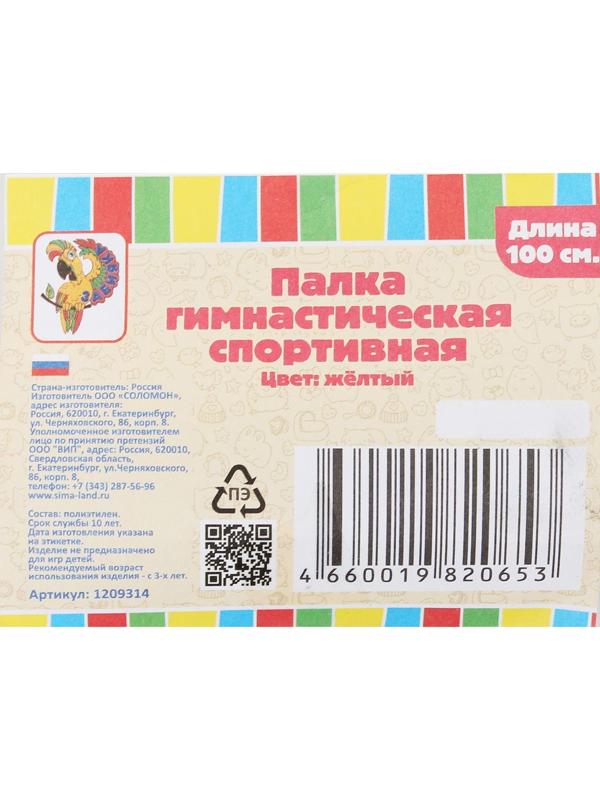 Длина
100 см.
Палка
гимнастическая
спортивная
Цвет: жёлтый
Страна-изготовитель: Россия
Изготовитель ООО «СОЛОМОН»,
адрес изготовителя:
Россия, 620010, г. Екатеринбург,
ул. Черняховского, 86, корп. 8.
Уполномоченное изготовителем
лицо по принятию претензий
ООО "ВИП", адрес: Россия, 620010,
Свердловская область,
г. Екатеринбург, ул.Черняховского,
86, корп. 8,
телефон: +7 (343) 287-56-96
www.sima-land.ru
Состав: полиэтилен.
Срок службы 10 лет.
Дата изготовления указана
на этикетке.
Изделие не предназначено
для игр детей.
Рекомендуемый возраст
использования изделия - с 3-х лет.
Артикул: 1209314
ПЭ
4 660019 820653